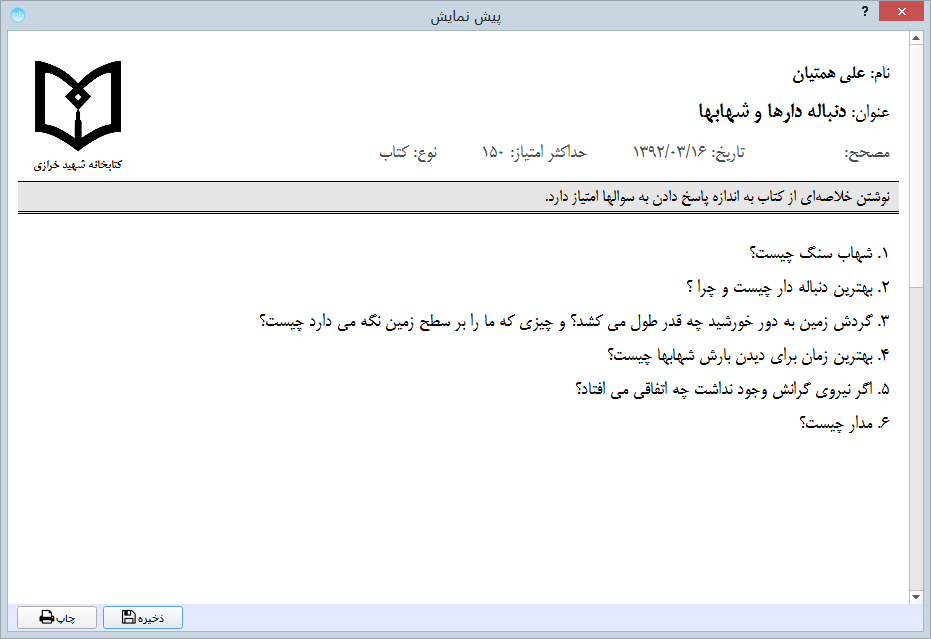 پیش نمایش
?
نام: علی همتیان
عنوان: دنباله دارها و شهابها
مصحح: تاریخ: ۱۳۹۲/۰۳/۱۶ حداکثر امتیاز: ۱۵۰ نوع: کتاب
کتابخانه شهید خرازی
نوشتن خلاصه‌ای از کتاب به اندازه پاسخ دادن به سوالها امتیاز دارد.
۱. شهاب سنگ چیست؟
۲. بهترین دنباله دار چیست و چرا ؟
۳. گردش زمین به دور خورشید چه قدر طول می کشد؟ و چیزی که ما را بر سطح زمین نگه می دارد چیست؟
۴. بهترین زمان برای دیدن بارش شهابها چیست؟
۵. اگر نیروی گرانش وجود نداشت چه اتفاقی می افتاد؟
۶. مدار چیست؟
ذخیره
چاپ